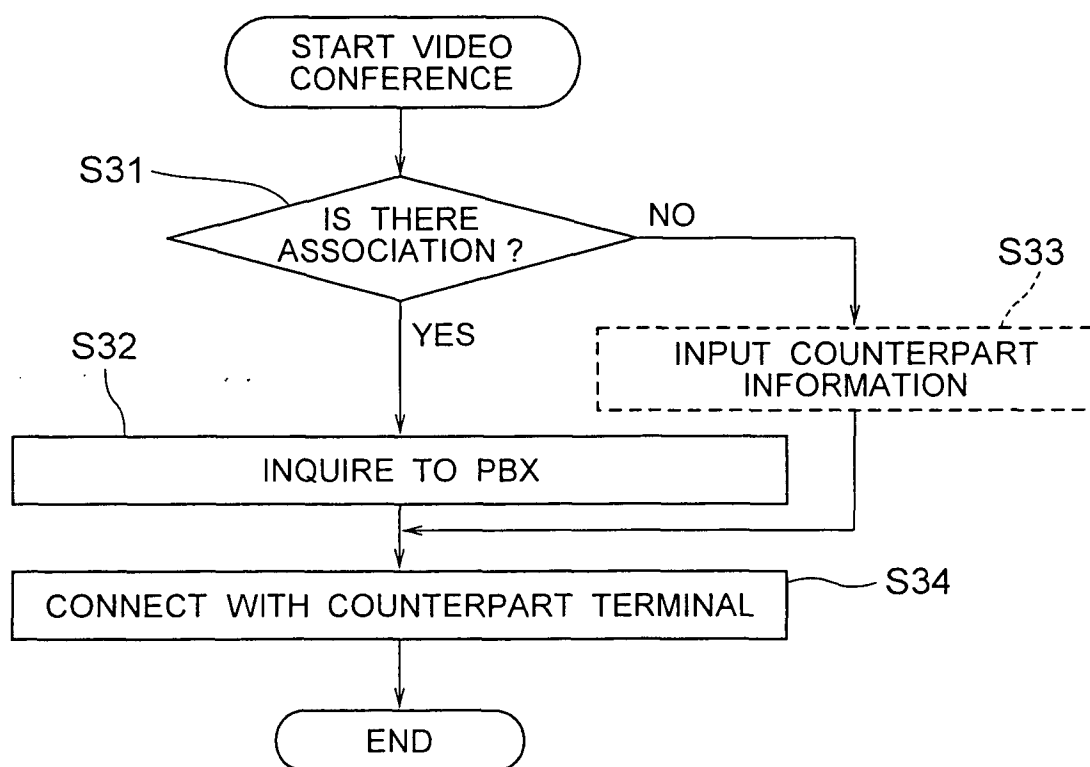 START VIDEO
CONFERENCE
S31
IS THERE
ASSOCIATION ?
NO
S33
YES
S32
INPUT COUNTERPART
INFORMATION
INQUIRE TO PBX
S34
CONNECT WITH COUNTERPART TERMINAL
END